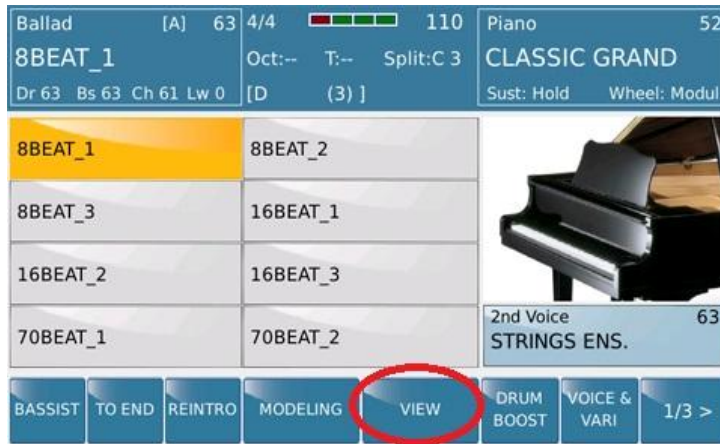 Ballad [A] 63
8BEAT_1
Dr 63 Bs 63 Ch 61 Lw 0
4/4 110
Oct:-- T:-- Split:C 3
[D (3) ]
Piano 52
CLASSIC GRAND
Sust: Hold Wheel: Modul
8BEAT_1 8BEAT_2
8BEAT_3 16BEAT_1
16BEAT_2 16BEAT_3
70BEAT_1 70BEAT_2
2nd Voice 63
STRINGS ENS.
BASSIST TO END REINTRO MODELING VIEW
DRUM
BOOST
VOICE &
VARI
1/3 >